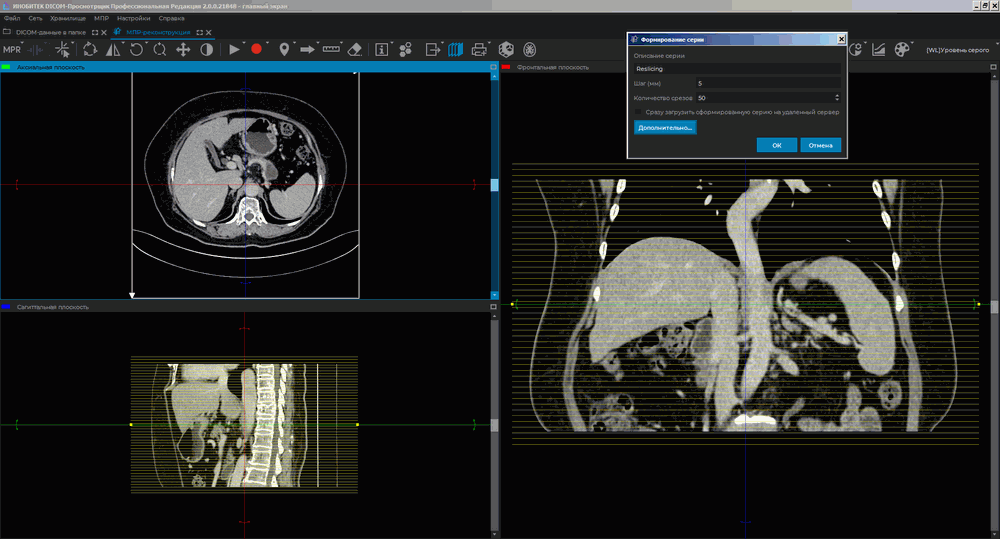 ИНОБИТЕК DICOM-Просмотрщик Профессиональная Редакция 2.0.0.21840 - главный экран
Файл Сеть Хранилище МПР Настройки Справка
DICOM-данные в папке МПР-реконструкция
MPR
[WL]Уровень серого
Аксиальная плоскость
Фронтальная плоскость
Сагиттальная плоскость
Формирование серии
Описание серии
Reslicing
Шаг (мм) 5
Количество срезов 50
Сразу загрузить сформированную серию на удаленный сервер
Дополнительно...
ОК Отмена